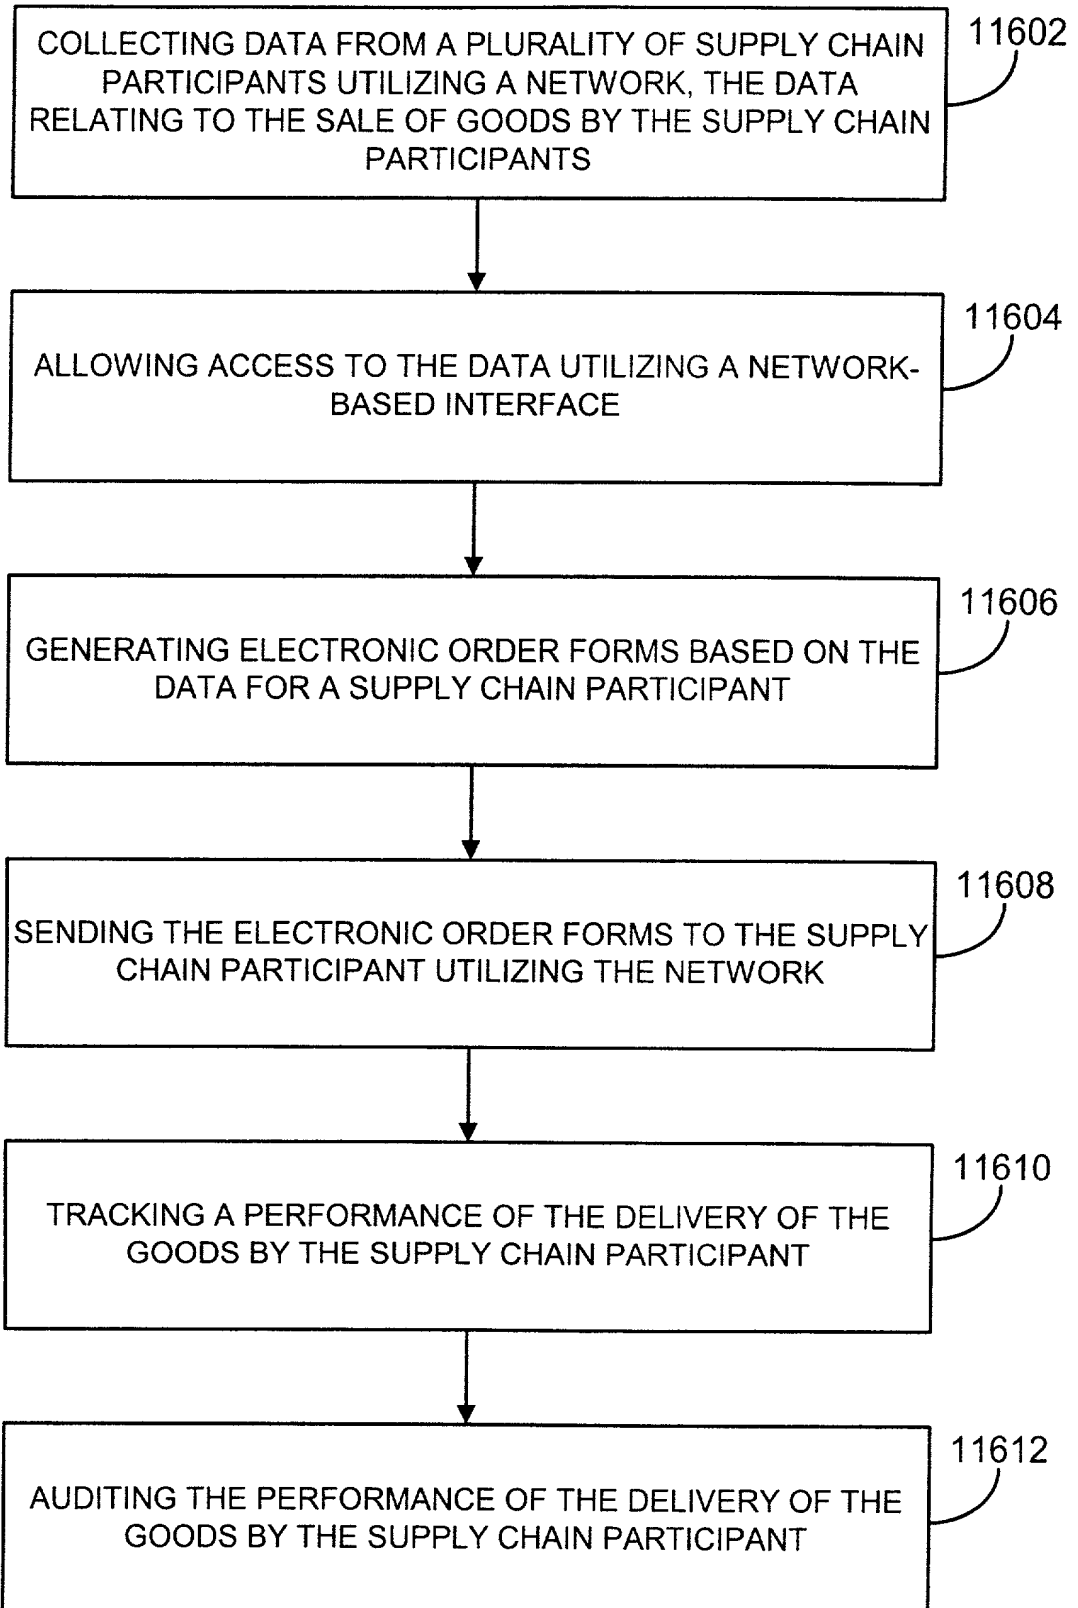 COLLECTING DATA FROM A PLURALITY OF SUPPLY CHAIN
PARTICIPANTS UTILIZING A NETWORK, THE DATA
RELATING TO THE SALE OF GOODS BY THE SUPPLY CHAIN
PARTICIPANTS
11602
ALLOWING ACCESS TO THE DATA UTILIZING A NETWORK-
BASED INTERFACE
11604
GENERATING ELECTRONIC ORDER FORMS BASED ON THE
DATA FOR A SUPPLY CHAIN PARTICIPANT
11606
SENDING THE ELECTRONIC ORDER FORMS TO THE SUPPLY
CHAIN PARTICIPANT UTILIZING THE NETWORK
11608
TRACKING A PERFORMANCE OF THE DELIVERY OF THE
GOODS BY THE SUPPLY CHAIN PARTICIPANT
11610
AUDITING THE PERFORMANCE OF THE DELIVERY OF THE
GOODS BY THE SUPPLY CHAIN PARTICIPANT
11612